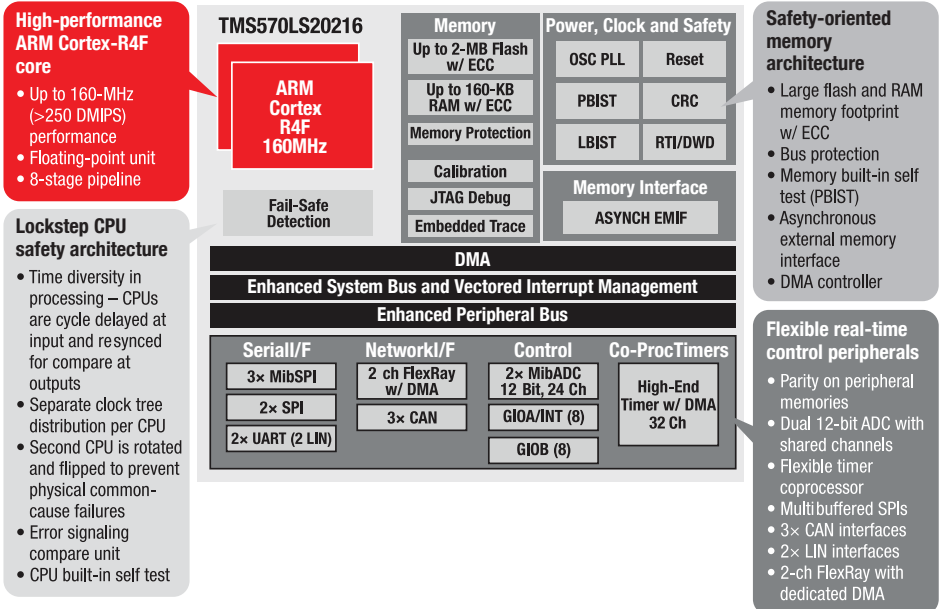 High-performance
ARM Cortex-R4F
core
• Up to 160-MHz
(>250 DMIPS)
performance
• Floating-point unit
• 8-stage pipeline
Lockstep CPU
safety architecture
• Time diversity in
processing – CPUs
are cycle delayed at
input and resynced
for compare at
outputs
• Separate clock tree
distribution per CPU
• Second CPU is rotated
and flipped to prevent
physical common-
cause failures
• Error signaling
compare unit
• CPU built-in self test
TMS570LS20216
ARM
Cortex
R4F
160MHz
Fail-Safe
Detection
Memory
Up to 2-MB Flash
w/ ECC
Up to 160-KB
RAM w/ ECC
Memory Protection
Calibration
JTAG Debug
Embedded Trace
Power, Clock and Safety
OSC PLL
Reset
PBIST
CRC
LBIST
RTI/DWD
Memory Interface
ASYNCH EMIF
DMA
Enhanced System Bus and Vectored Interrupt Management
Enhanced Peripheral Bus
SerialI/F
3× MibSPI
2× SPI
2× UART (2 LIN)
NetworkI/F
2 ch FlexRay
w/ DMA
3× CAN
Control
2× MibADC
12 Bit, 24 Ch
GIOA/INT (8)
GIOB (8)
Co-ProcTimers
High-End
Timer w/ DMA
32 Ch
Safety-oriented
memory
architecture
• Large flash and RAM
memory footprint
w/ ECC
• Bus protection
• Memory built-in self
test (PBIST)
• Asynchronous
external memory
interface
• DMA controller
Flexible real-time
control peripherals
• Parity on peripheral
memories
• Dual 12-bit ADC with
shared channels
• Flexible timer
coprocessor
• Multibuffered SPIs
• 3× CAN interfaces
• 2× LIN interfaces
• 2-ch FlexRay with
dedicated DMA